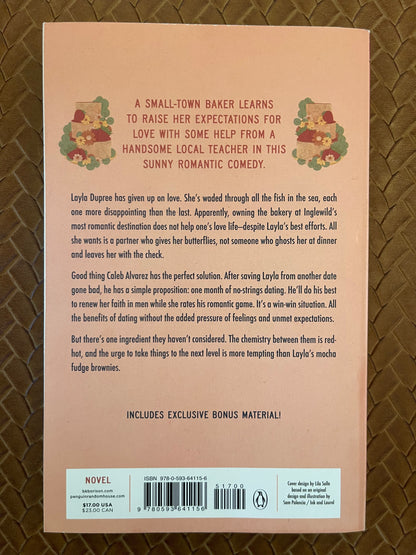 A SMALL-TOWN BAKER LEARNS
TO RAISE HER EXPECTATIONS FOR
LOVE WITH SOME HELP FROM A
HANDSOME LOCAL TEACHER IN THIS
SUNNY ROMANTIC COMEDY.
Layla Dupree has given up on love. She's waded through all the fish in the sea, each
one more disappointing than the last. Apparently, owning the bakery at Inglewild's
most romantic destination does not help one's love life—despite Layla's best efforts. All
she wants is a partner who gives her butterflies, not someone who ghosts her at dinner
and leaves her with the check.
Good thing Caleb Alvarez has the perfect solution. After saving Layla from another date
gone bad, he has a simple proposition: one month of no-strings dating. He'll do his best
to renew her faith in men while she rates his romantic game. It's a win-win situation. All
the benefits of dating without the added pressure of feelings and unmet expectations.
But there's one ingredient they haven't considered. The chemistry between them is red-
hot, and the urge to take things to the next level is more tempting than Layla's mocha
fudge brownies.
INCLUDES EXCLUSIVE BONUS MATERIAL!
NOVEL
bkborison.com
penguinrandomhouse.com
$17.00 USA
$23.00 CAN
ISBN 978-0-593-64115-6
51700
9 780593 641156
Cover design by Lila Selle
based on an original
design and illustration by
Sam Palencia / Ink and Laurel